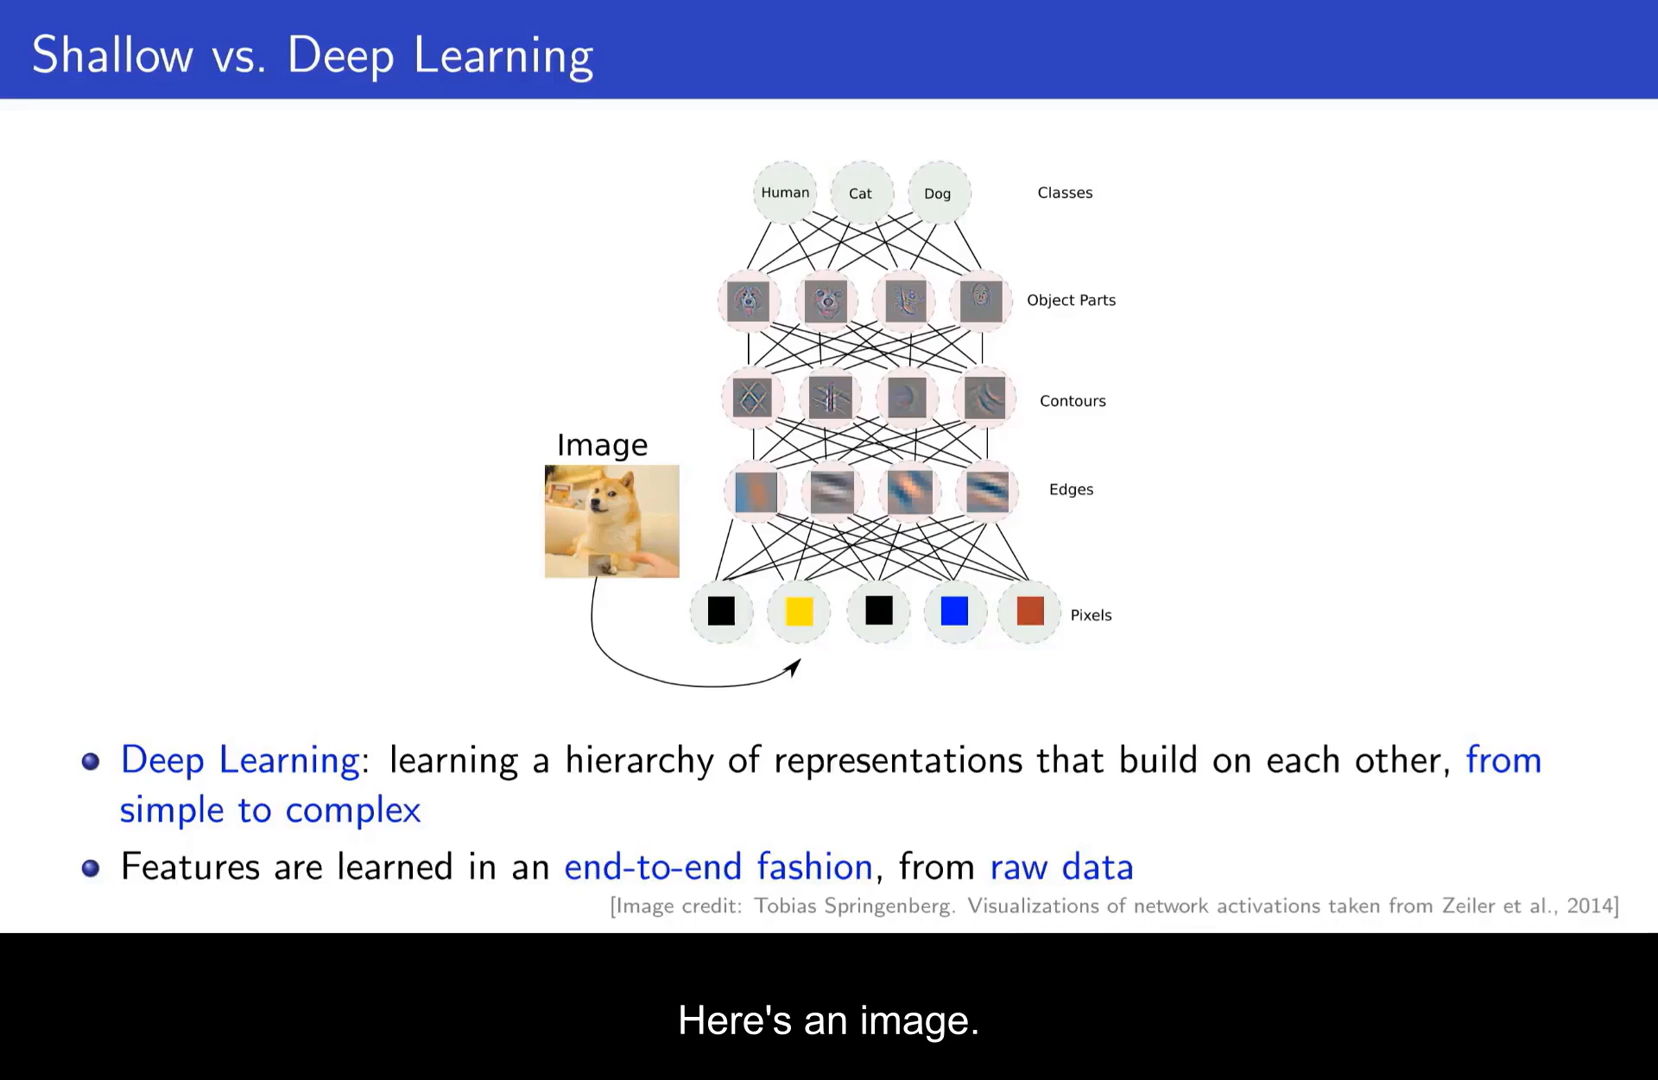 Shallow vs. Deep Learning
Human Cat Dog Classes
Object Parts
Contours
Image
Edges
Pixels
Deep Learning: learning a hierarchy of representations that build on each other, from
simple to complex
Features are learned in an end-to-end fashion, from raw data
[Image credit: Tobias Springenberg. Visualizations of network activations taken from Zeiler et al., 2014]
Here's an image.